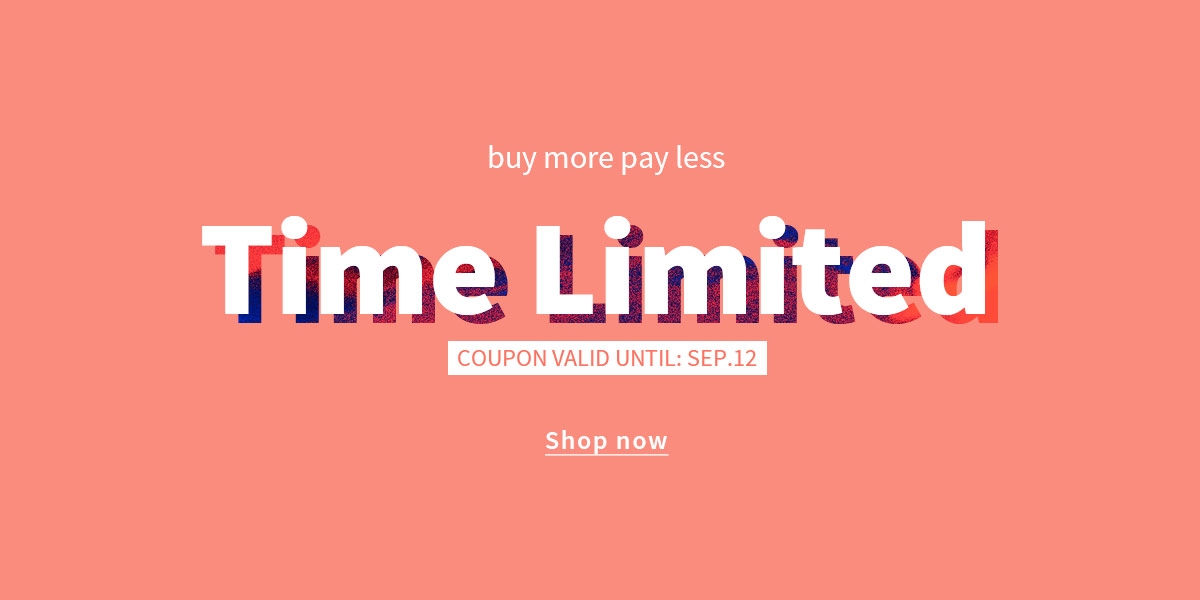 buy more pay less
Time Limited
COUPON VALID UNTIL: SEP.12
Shop now